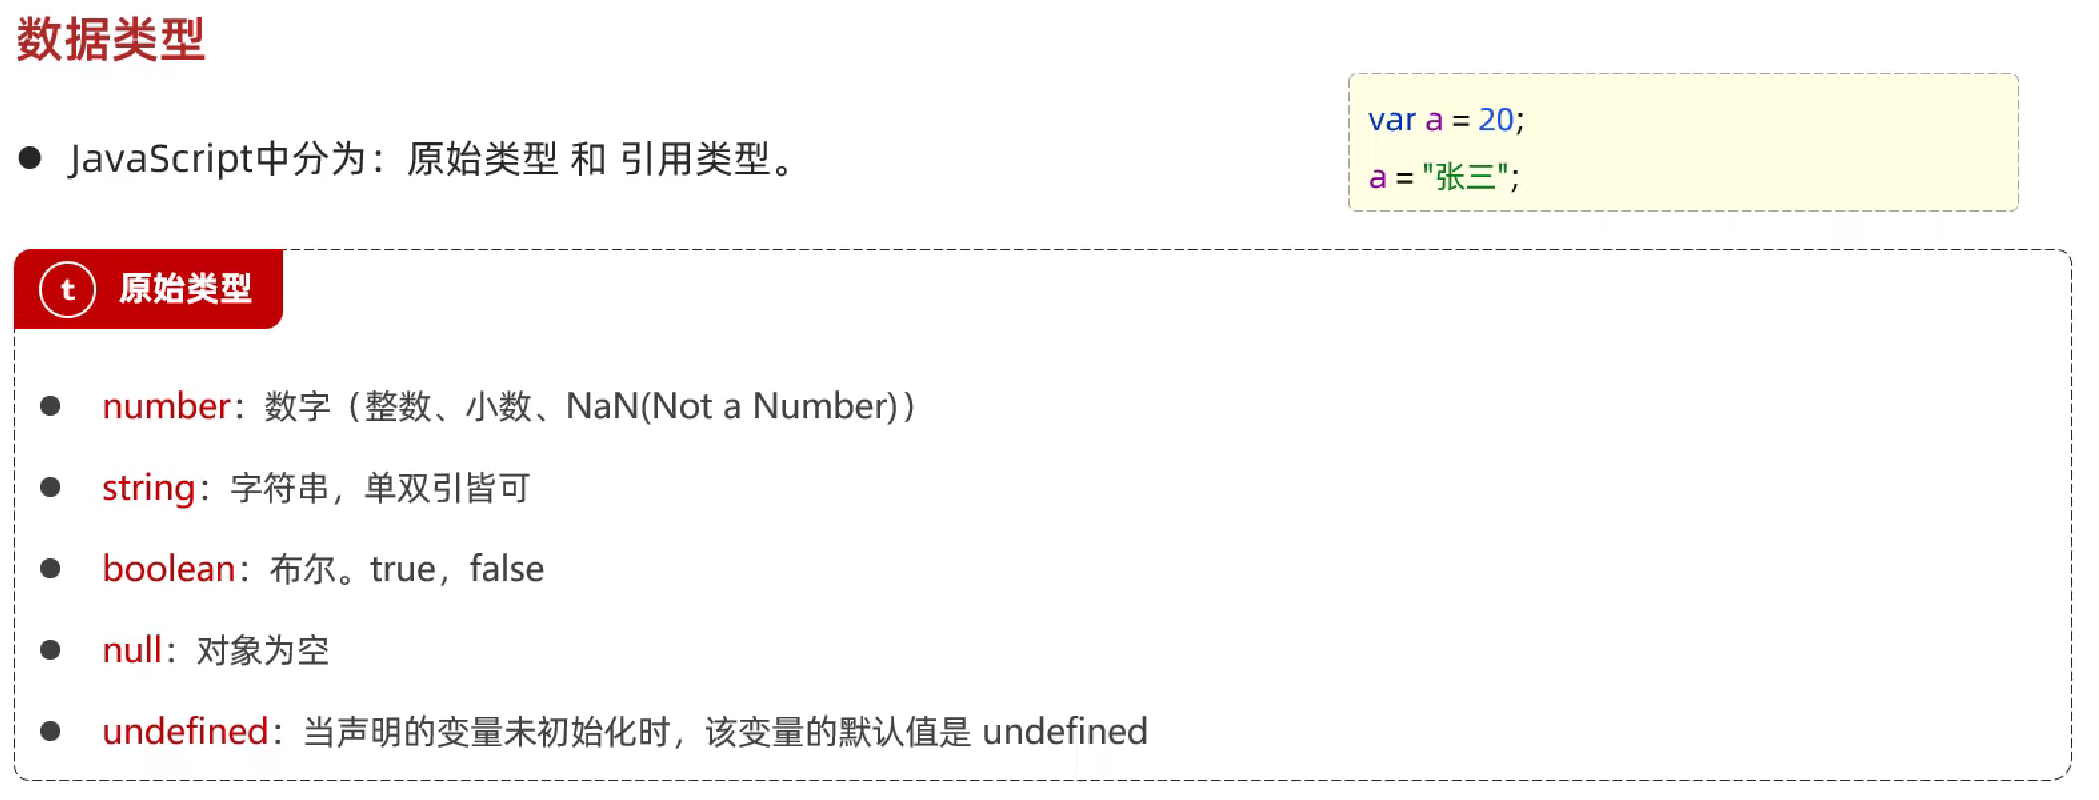 数据类型
var a = 20;
a = "张三";
● JavaScript中分为：原始类型 和 引用类型。
t 原始类型
● number：数字（整数、小数、NaN(Not a Number)）
● string：字符串，单双引皆可
● boolean：布尔。true，false
● null：对象为空
● undefined：当声明的变量未初始化时，该变量的默认值是 undefined